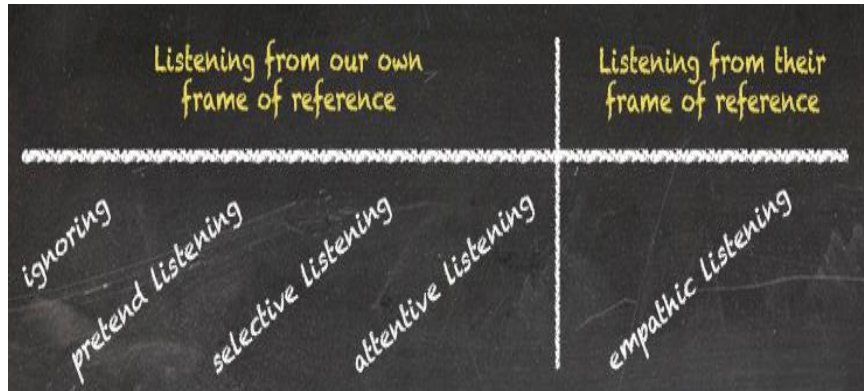 Listening from our own
frame of reference
Listening from their
frame of reference
ignoring
pretend listening
selective listening
attentive listening
empathic listening